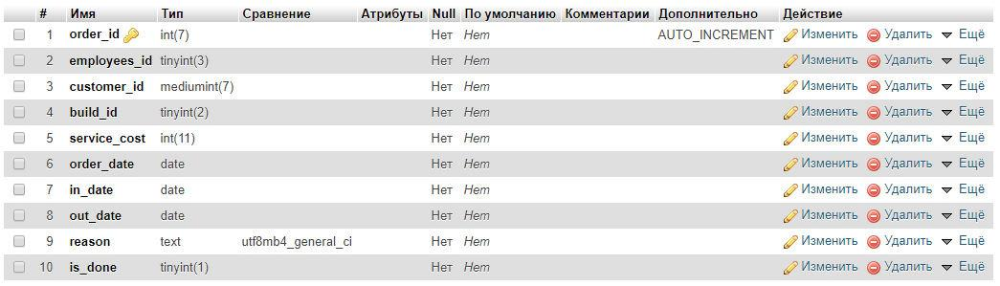 # Имя Тип Сравнение Атрибуты Null По умолчанию Комментарии Дополнительно Действие
1 order_id int(7) Нет Нет AUTO_INCREMENT Изменить Удалить Ещё
2 employees_id tinyint(3) Нет Нет Изменить Удалить Ещё
3 customer_id mediumint(7) Нет Нет Изменить Удалить Ещё
4 build_id tinyint(2) Нет Нет Изменить Удалить Ещё
5 service_cost int(11) Нет Нет Изменить Удалить Ещё
6 order_date date Нет Нет Изменить Удалить Ещё
7 in_date date Нет Нет Изменить Удалить Ещё
8 out_date date Нет Нет Изменить Удалить Ещё
9 reason text utf8mb4_general_ci Нет Нет Изменить Удалить Ещё
10 is_done tinyint(1) Нет Нет Изменить Удалить Ещё